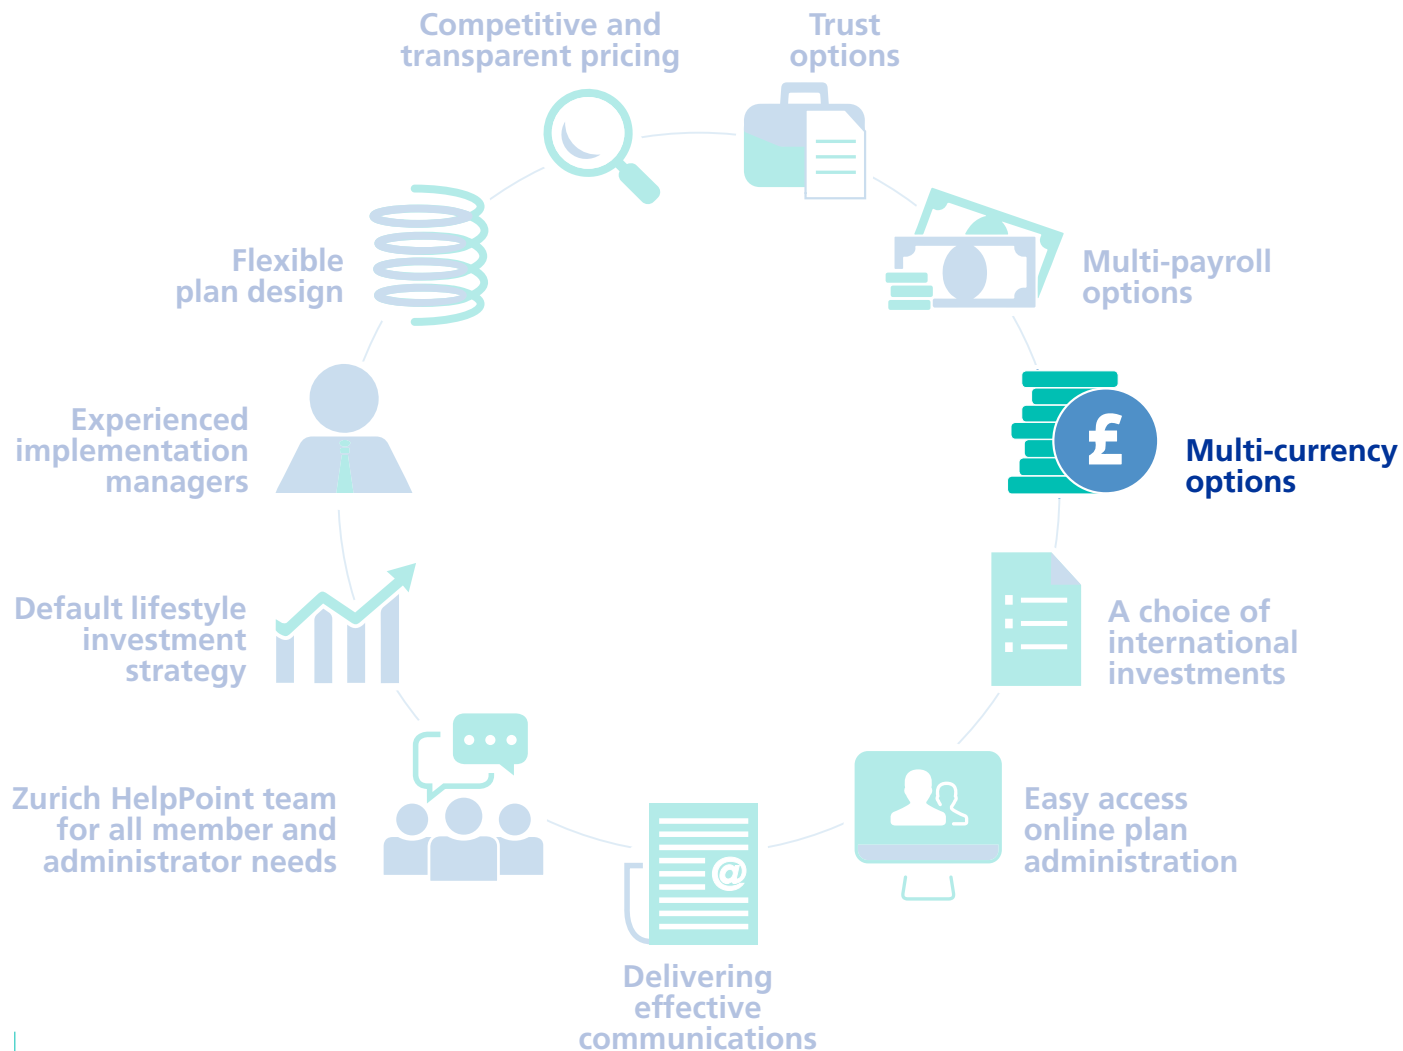 Competitive and
transparent pricing
Trust
options
Flexible
plan design
Multi-payroll
options
Experienced
implementation
managers
£
Multi-currency
options
Default lifestyle
investment
strategy
A choice of
international
investments
Zurich HelpPoint team
for all member and
administrator needs
Easy access
online plan
administration
@
Delivering
effective
communications